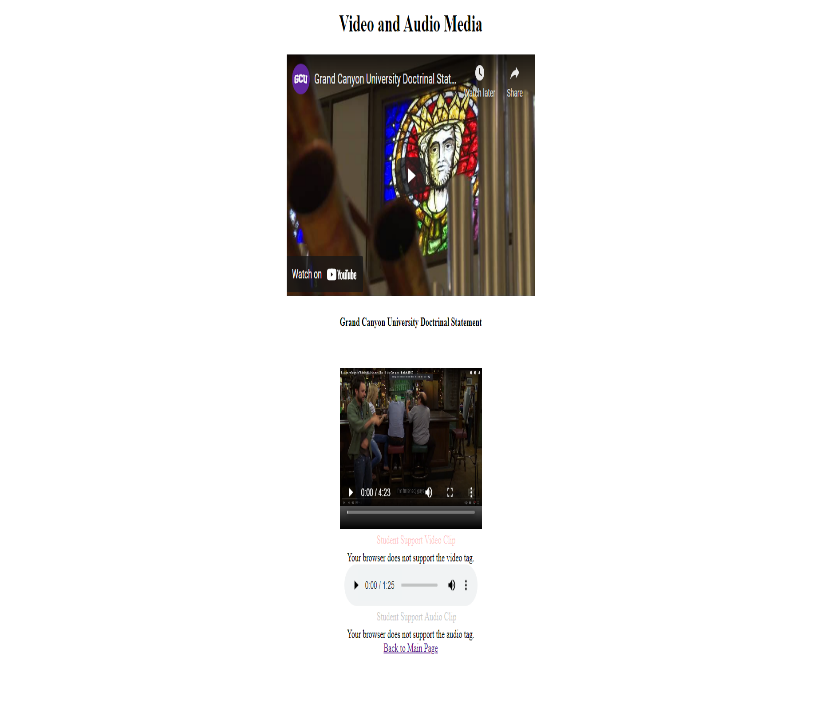 Video and Audio Media
GCU
Grand Canyon University Doctrinal Stat...
Watch later
Share
Watch on YouTube
Grand Canyon University Doctrinal Statement
0:00 / 4:23
Student Support Video Clip
Your browser does not support the video tag.
0:00 / 1:25
Student Support Audio Clip
Your browser does not support the audio tag.
Back to Main Page